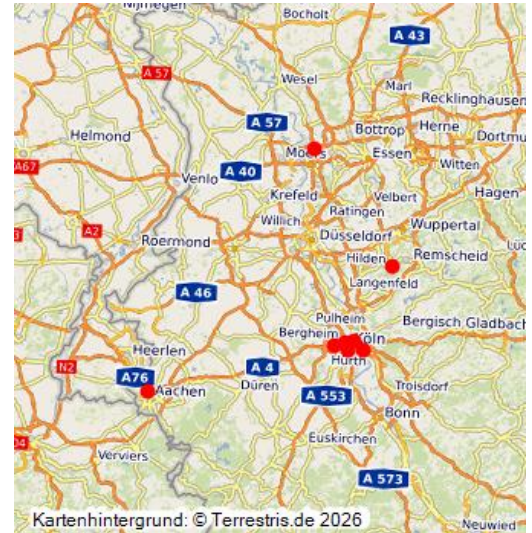 Nijmegen
Bocholt
A 43
A 57
Wesel
Marl
Recklinghausen
A 57
Bottrop
Herne
Dortmu
Helmond
Moers
Essen
Witten
A67
A 40
Venlo
Krefeld
Velbert
Hagen
Ratingen
Willich
Wuppertal
A2
Düsseldorf
Roermond
Hilden
Remscheid
Lü
Langenfeld
A 46
Pulheim
Bergisch Gladbach
Bergheim
Köln
Heerlen
N2
A 4
Hürth
A76
Aachen
Düren
Troisdorf
A 553
Bonn
Euskirchen
Verviers
A 573
Neuwied
Kartenhintergrund: © Terrestris.de 2026